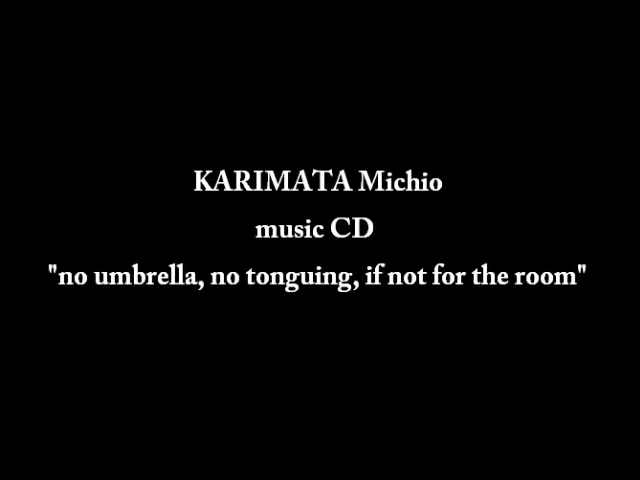 KARIMATA Michio
music CD
"no umbrella, no tonguing, if not for the room"